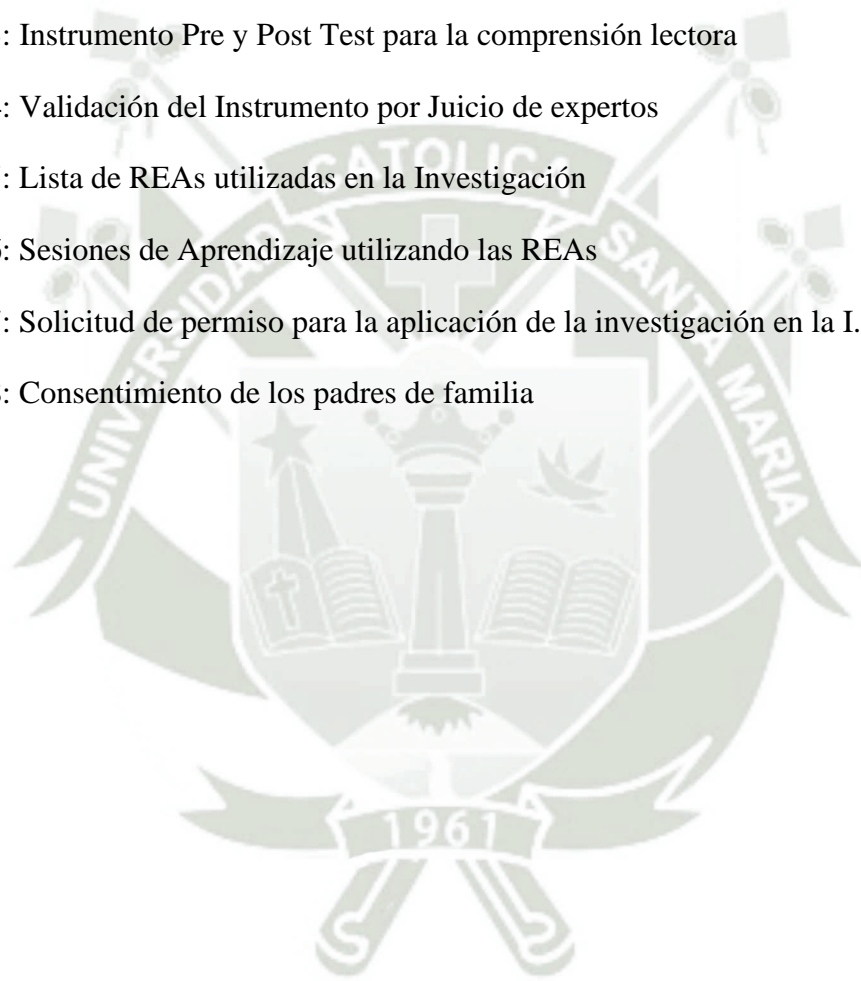 : Instrumento Pre y Post Test para la comprensión lectora
: Validación del Instrumento por Juicio de expertos
: Lista de REAs utilizadas en la Investigación
: Sesiones de Aprendizaje utilizando las REAs
: Solicitud de permiso para la aplicación de la investigación en la I.
: Consentimiento de los padres de familia
UNIVERSIDAD CATOLICA SANTA MARIA
1961